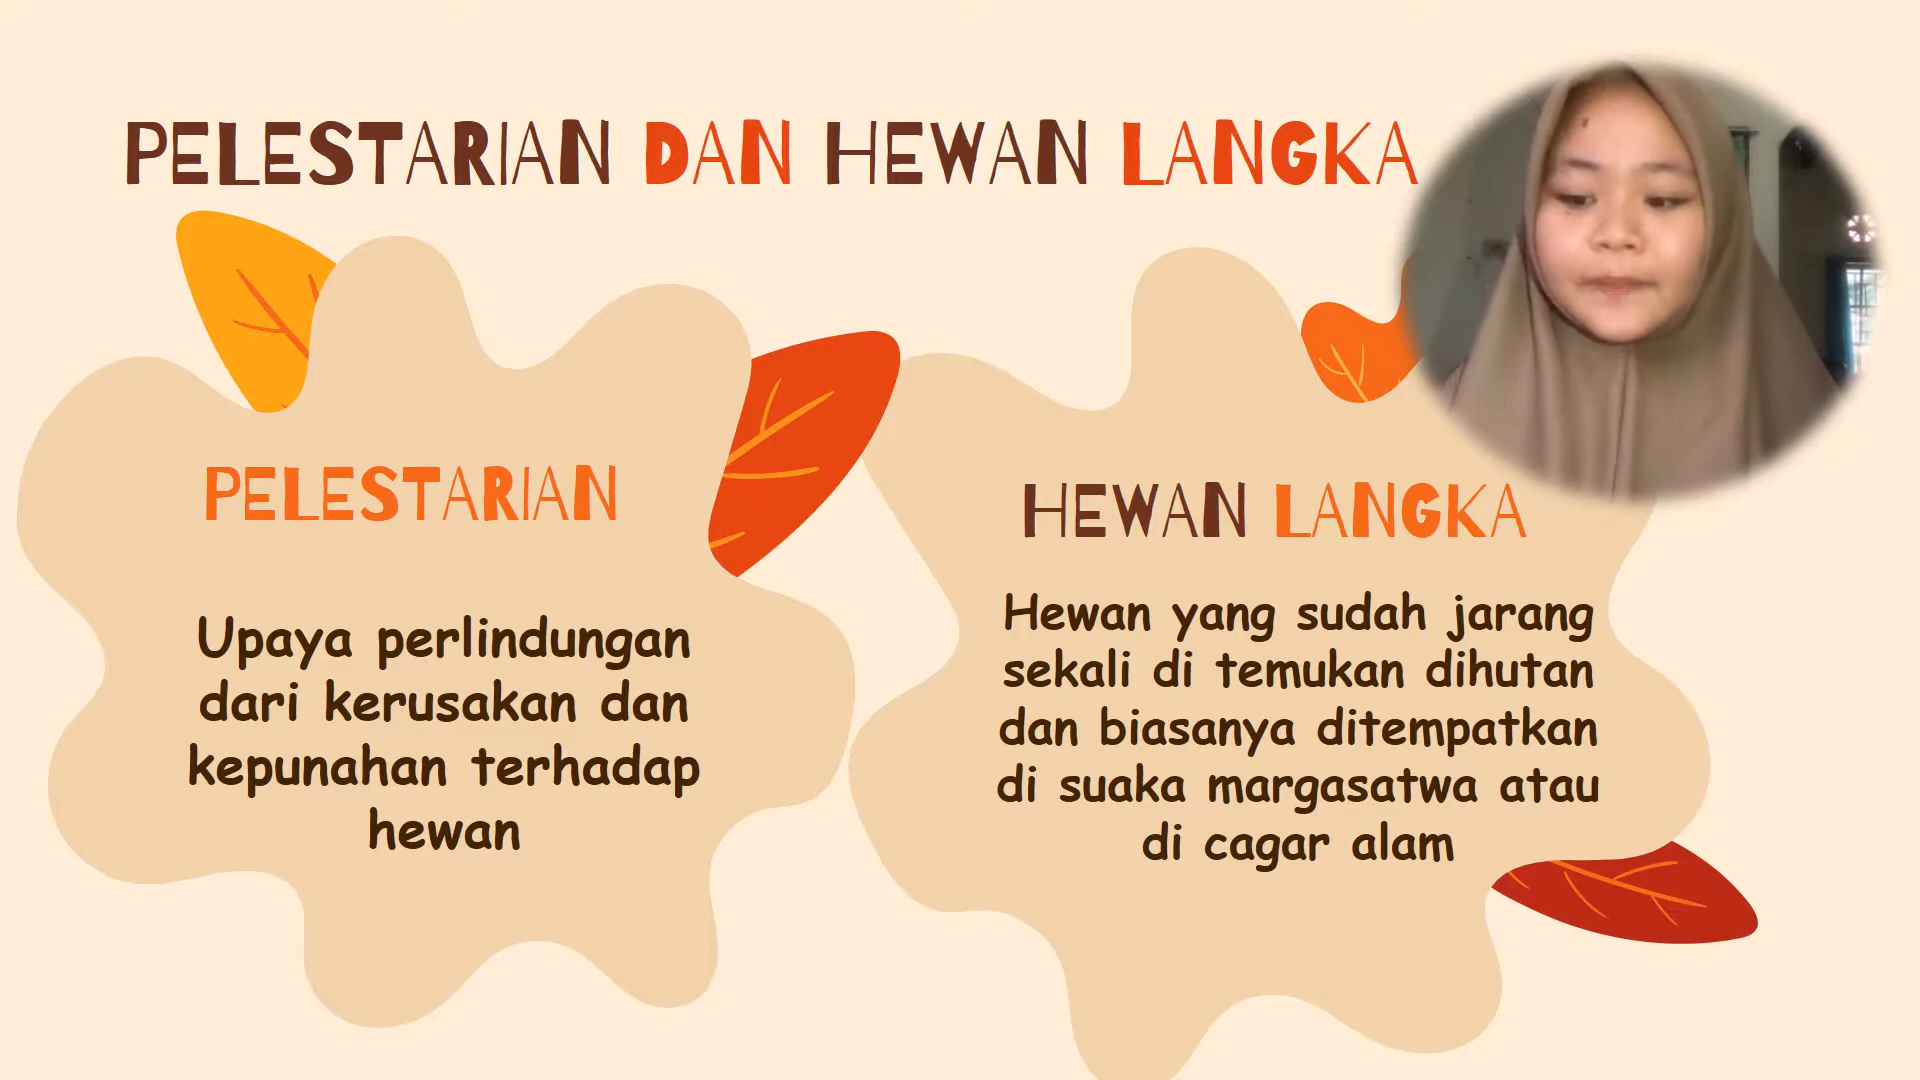 PELESTARIAN DAN HEWAN LANGKA
PELESTARIAN
Upaya perlindungan
dari kerusakan dan
kepunahan terhadap
hewan
HEWAN LANGKA
Hewan yang sudah jarang
sekali di temukan dihutan
dan biasanya ditempatkan
di suaka margasatwa atau
di cagar alam